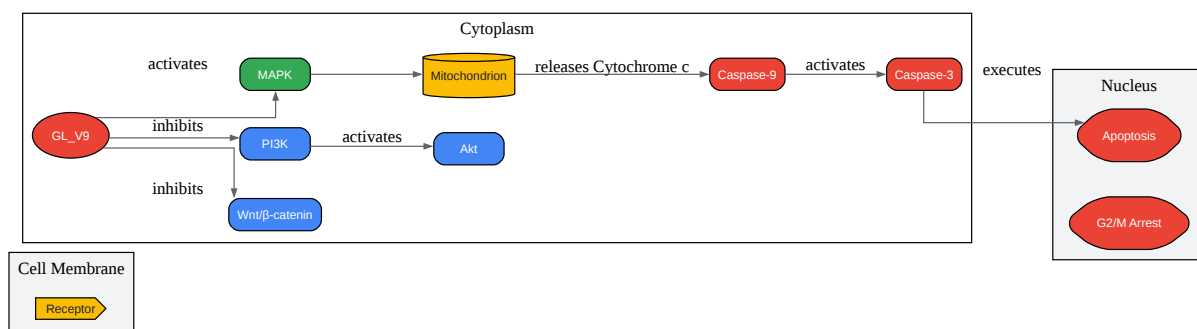 Cytoplasm
activates
MAPK
Mitochondrion
releases Cytochrome c
Caspase-9
activates
Caspase-3
executes
Nucleus
GL_V9
inhibits
PI3K
activates
Akt
Apoptosis
inhibits
Wnt/β-catenin
G2/M Arrest
Cell Membrane
Receptor